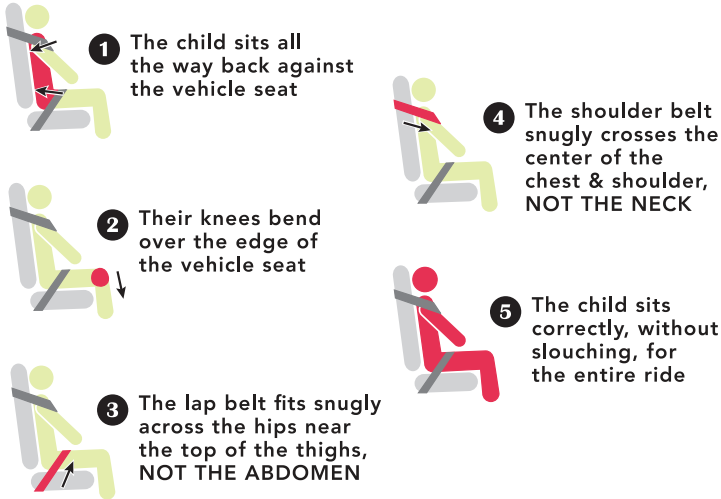 1 The child sits all
the way back against
the vehicle seat
2 Their knees bend
over the edge of
the vehicle seat
3 The lap belt fits snugly
across the hips near
the top of the thighs,
NOT THE ABDOMEN
4 The shoulder belt
snugly crosses the
center of the
chest & shoulder,
NOT THE NECK
5 The child sits
correctly, without
slouching, for
the entire ride